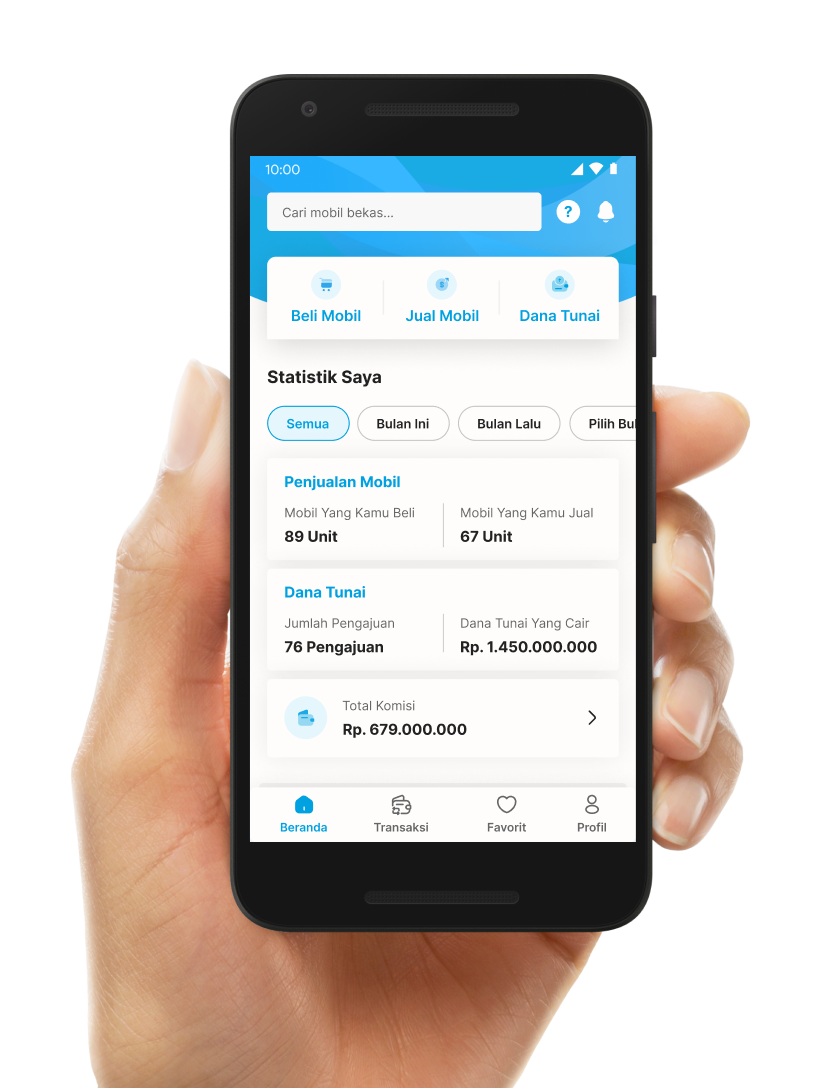 10:00
Cari mobil bekas...
?
Beli Mobil Jual Mobil Dana Tunai
Statistik Saya
Semua Bulan Ini Bulan Lalu Pilih Bul
Penjualan Mobil
Mobil Yang Kamu Beli Mobil Yang Kamu Jual
89 Unit 67 Unit
Dana Tunai
Jumlah Pengajuan Dana Tunai Yang Cair
76 Pengajuan Rp. 1.450.000.000
Total Komisi
Rp. 679.000.000
Beranda Transaksi Favorit Profil